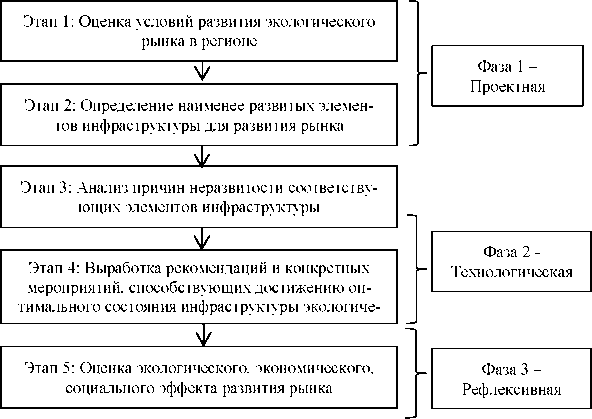 Этап 1: Оценка условий развития экологического
рынка в регионе
Фаза 1 –
Проектная
Этап 2: Определение наименее развитых элемен-
тов инфраструктуры для развития рынка
Этап 3: Анализ причин неразвитости соответству-
ющих элементов инфраструктуры
Фаза 2 -
Технологическая
Этап 4: Выработка рекомендаций и конкретных
мероприятий, способствующих достижению оп-
тимального состояния инфраструктуры экологиче-
Этап 5: Оценка экологического, экономического,
социального эффекта развития рынка
Фаза 3 –
Рефлексивная